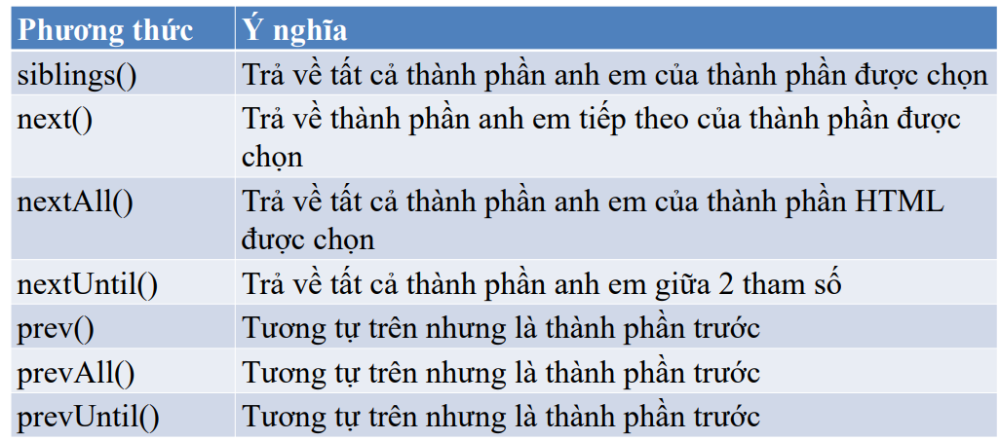 Phương thức Ý nghĩa
siblings() Trả về tất cả thành phần anh em của thành phần được chọn
next() Trả về thành phần anh em tiếp theo của thành phần được
chọn
nextAll() Trả về tất cả thành phần anh em của thành phần HTML
được chọn
nextUntil() Trả về tất cả thành phần anh em giữa 2 tham số
prev() Tương tự trên nhưng là thành phần trước
prevAll() Tương tự trên nhưng là thành phần trước
prevUntil() Tương tự trên nhưng là thành phần trước